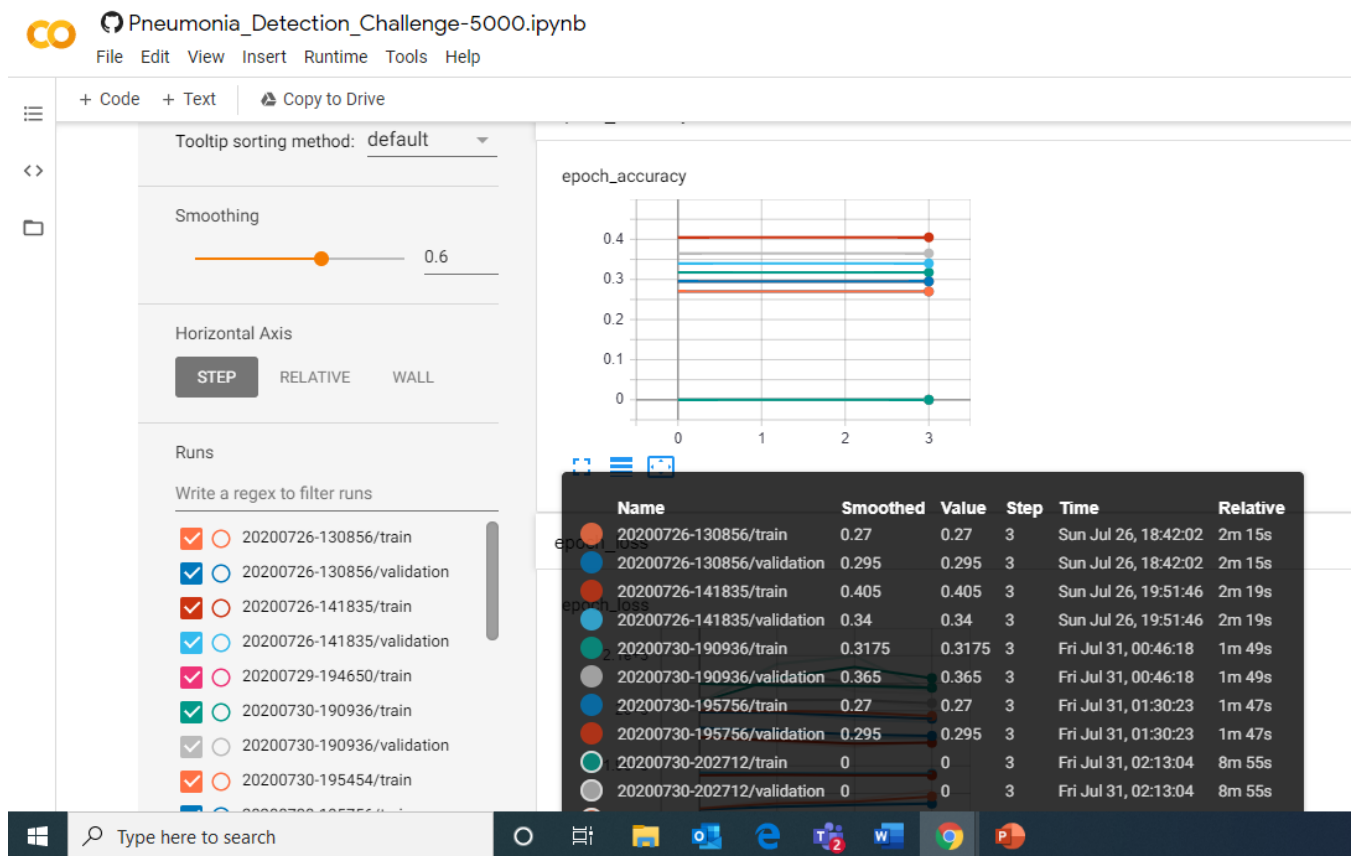 Pneumonia_Detection_Challenge-5000.ipynb
File Edit View Insert Runtime Tools Help
+ Code + Text Copy to Drive
Tooltip sorting method: default
Smoothing
0.6
Horizontal Axis
STEP RELATIVE WALL
Runs
Write a regex to filter runs
20200726-130856/train
20200726-130856/validation
20200726-141835/train
20200726-141835/validation
20200729-194650/train
20200730-190936/train
20200730-190936/validation
20200730-195454/train
epoch_accuracy
0.4
0.3
0.2
0.1
0
0 1 2 3
epoch_loss
epoch_loss
Name Smoothed Value Step Time Relative
20200726-130856/train 0.27 0.27 3 Sun Jul 26, 18:42:02 2m 15s
20200726-130856/validation 0.295 0.295 3 Sun Jul 26, 18:42:02 2m 15s
20200726-141835/train 0.405 0.405 3 Sun Jul 26, 19:51:46 2m 19s
20200726-141835/validation 0.34 0.34 3 Sun Jul 26, 19:51:46 2m 19s
20200730-190936/train 0.3175 0.3175 3 Fri Jul 31, 00:46:18 1m 49s
20200730-190936/validation 0.365 0.365 3 Fri Jul 31, 00:46:18 1m 49s
20200730-195756/train 0.27 0.27 3 Fri Jul 31, 01:30:23 1m 47s
20200730-195756/validation 0.295 0.295 3 Fri Jul 31, 01:30:23 1m 47s
20200730-202712/train 0 0 3 Fri Jul 31, 02:13:04 8m 55s
20200730-202712/validation 0 0 3 Fri Jul 31, 02:13:04 8m 55s
Type here to search
2